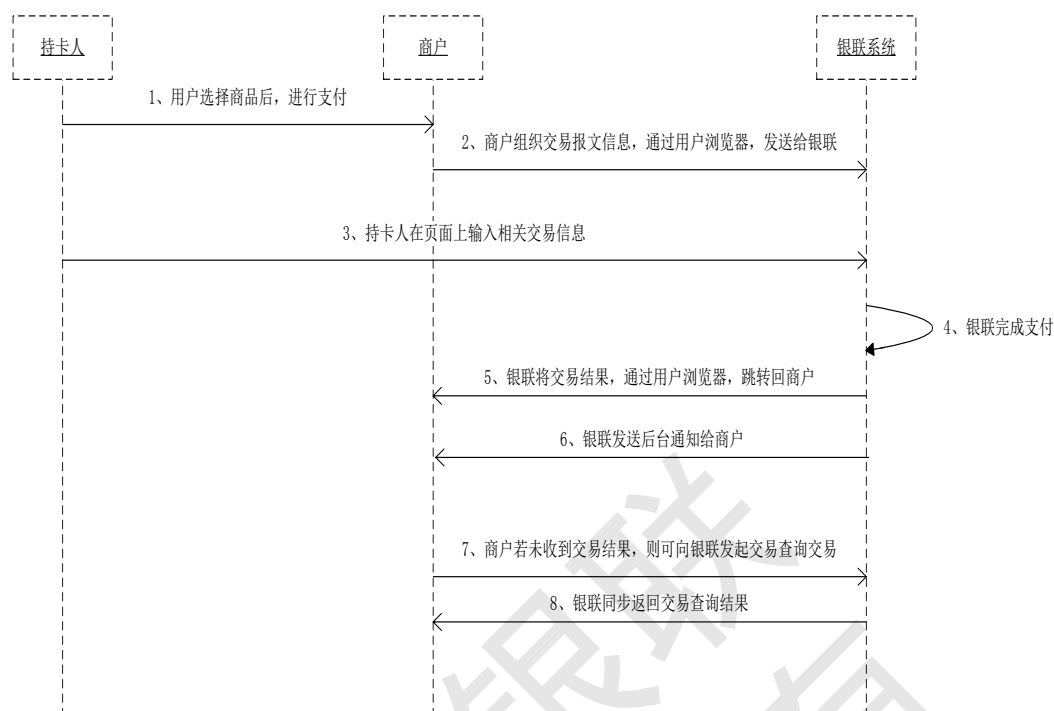 持卡人
商户
银联系统
1、用户选择商品后，进行支付
2、商户组织交易报文信息，通过用户浏览器，发送给银联
3、持卡人在页面上输入相关交易信息
4、银联完成支付
5、银联将交易结果，通过用户浏览器，跳转回商户
6、银联发送后台通知给商户
7、商户若未收到交易结果，则可向银联发起交易查询交易
8、银联同步返回交易查询结果
银联